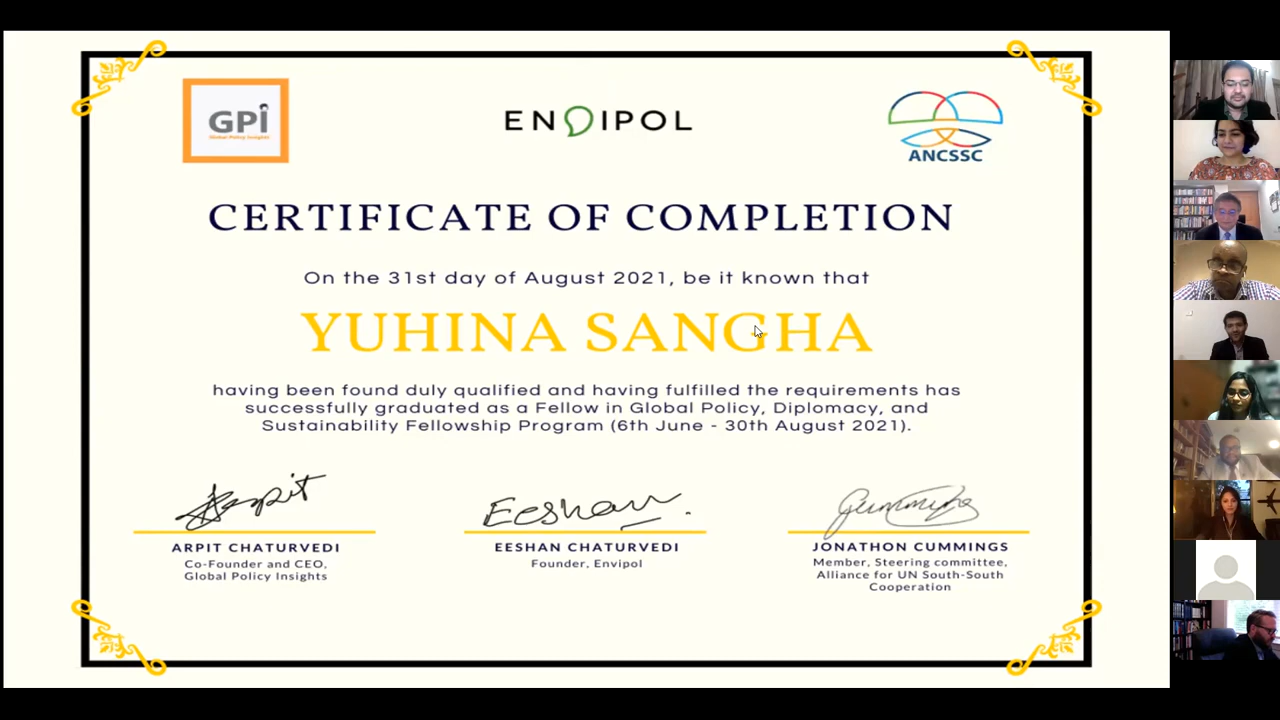 GPi
Global Policy Insights
ENDIPOL
ANCSSC
CERTIFICATE OF COMPLETION
On the 31st day of August 2021, be it known that
YUHINA SANGHA
having been found duly qualified and having fulfilled the requirements has
successfully graduated as a Fellow in Global Policy, Diplomacy, and
Sustainability Fellowship Program (6th June - 30th August 2021).
Arpit
Eeshan
Cummings
ARPIT CHATURVEDI
Co-Founder and CEO,
Global Policy Insights
EESHAN CHATURVEDI
Founder, Envipol
JONATHON CUMMINGS
Member, Steering committee,
Alliance for UN South-South
Cooperation